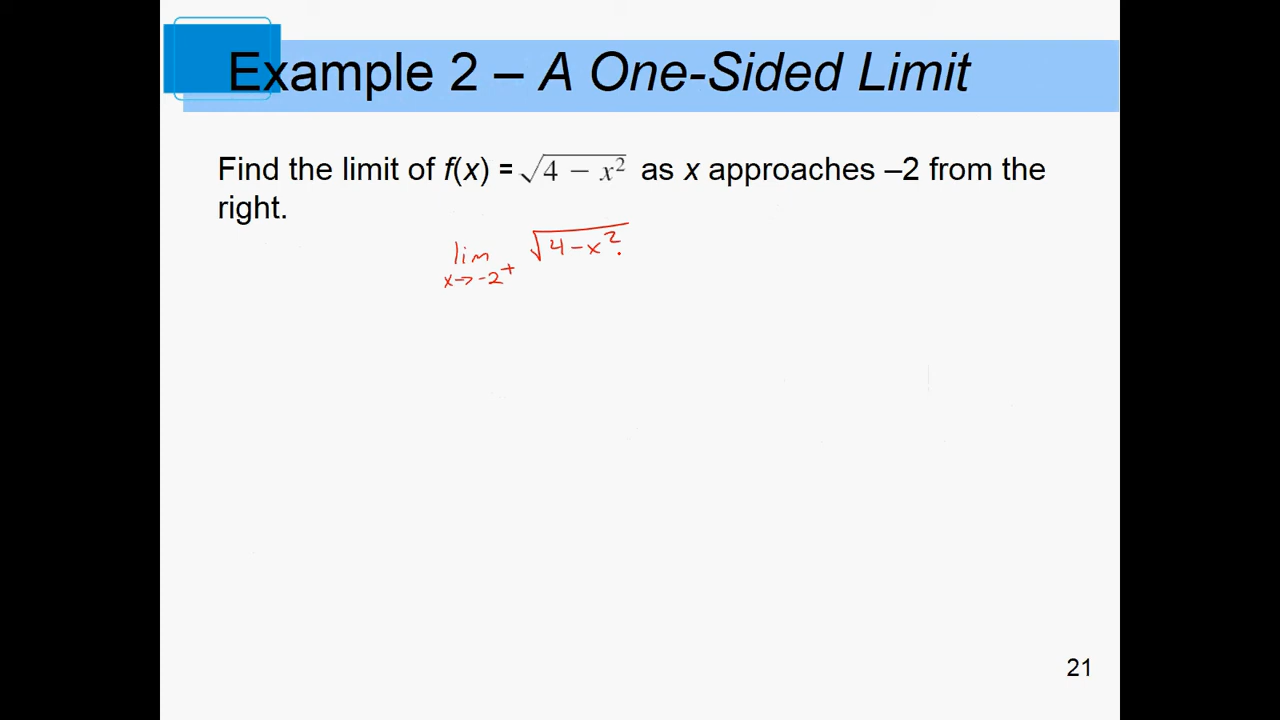 Example 2 – A One-Sided Limit
Find the limit of f(x) = √4 − x² as x approaches –2 from the
right.
lim √4−x²
x→-2⁺
21